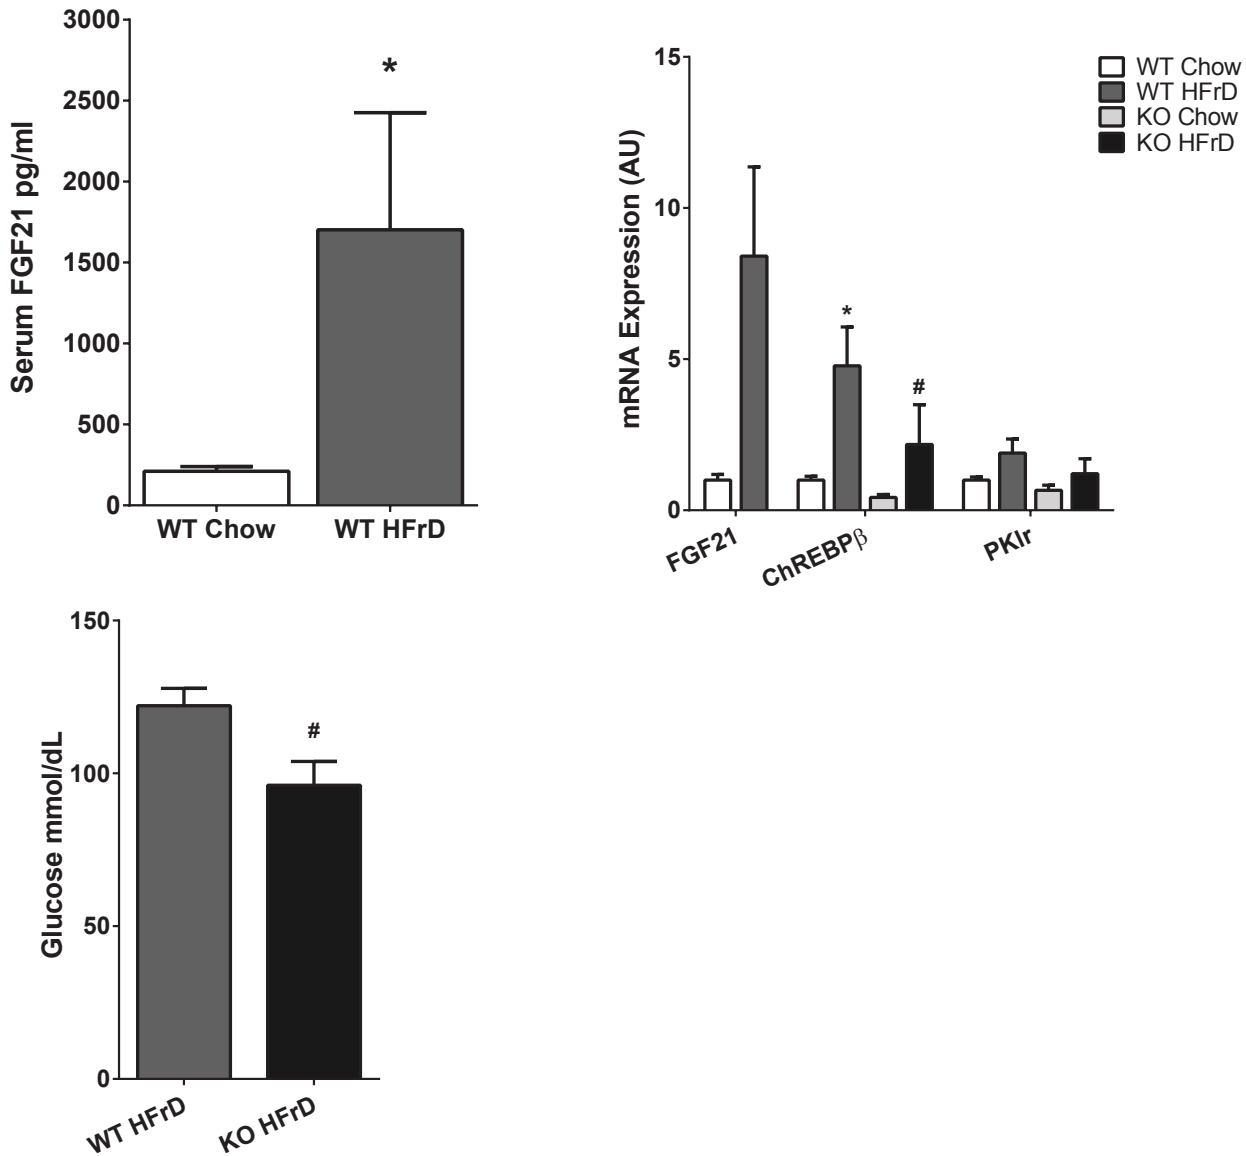 3000
2500
2000
1500
1000
500
0
Serum FGF21 pg/ml
*
WT Chow
WT HFrD
15
10
5
0
mRNA Expression (AU)
*
#
FGF21
ChREBPβ
PKlr
WT Chow
WT HFrD
KO Chow
KO HFrD
150
100
50
0
Glucose mmol/dL
#
WT HFrD
KO HFrD